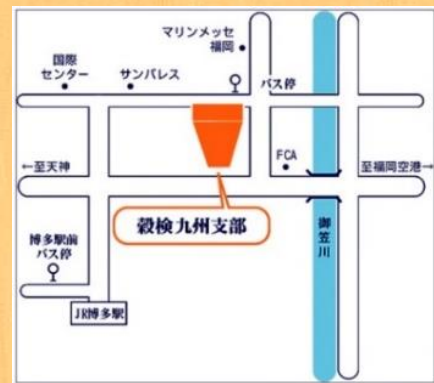 マリンメッセ
福岡
国際
センター
サンパレス
バス停
FCA
←至天神
至福岡空港→
穀検九州支部
御笠川
博多駅前
バス停
JR博多駅